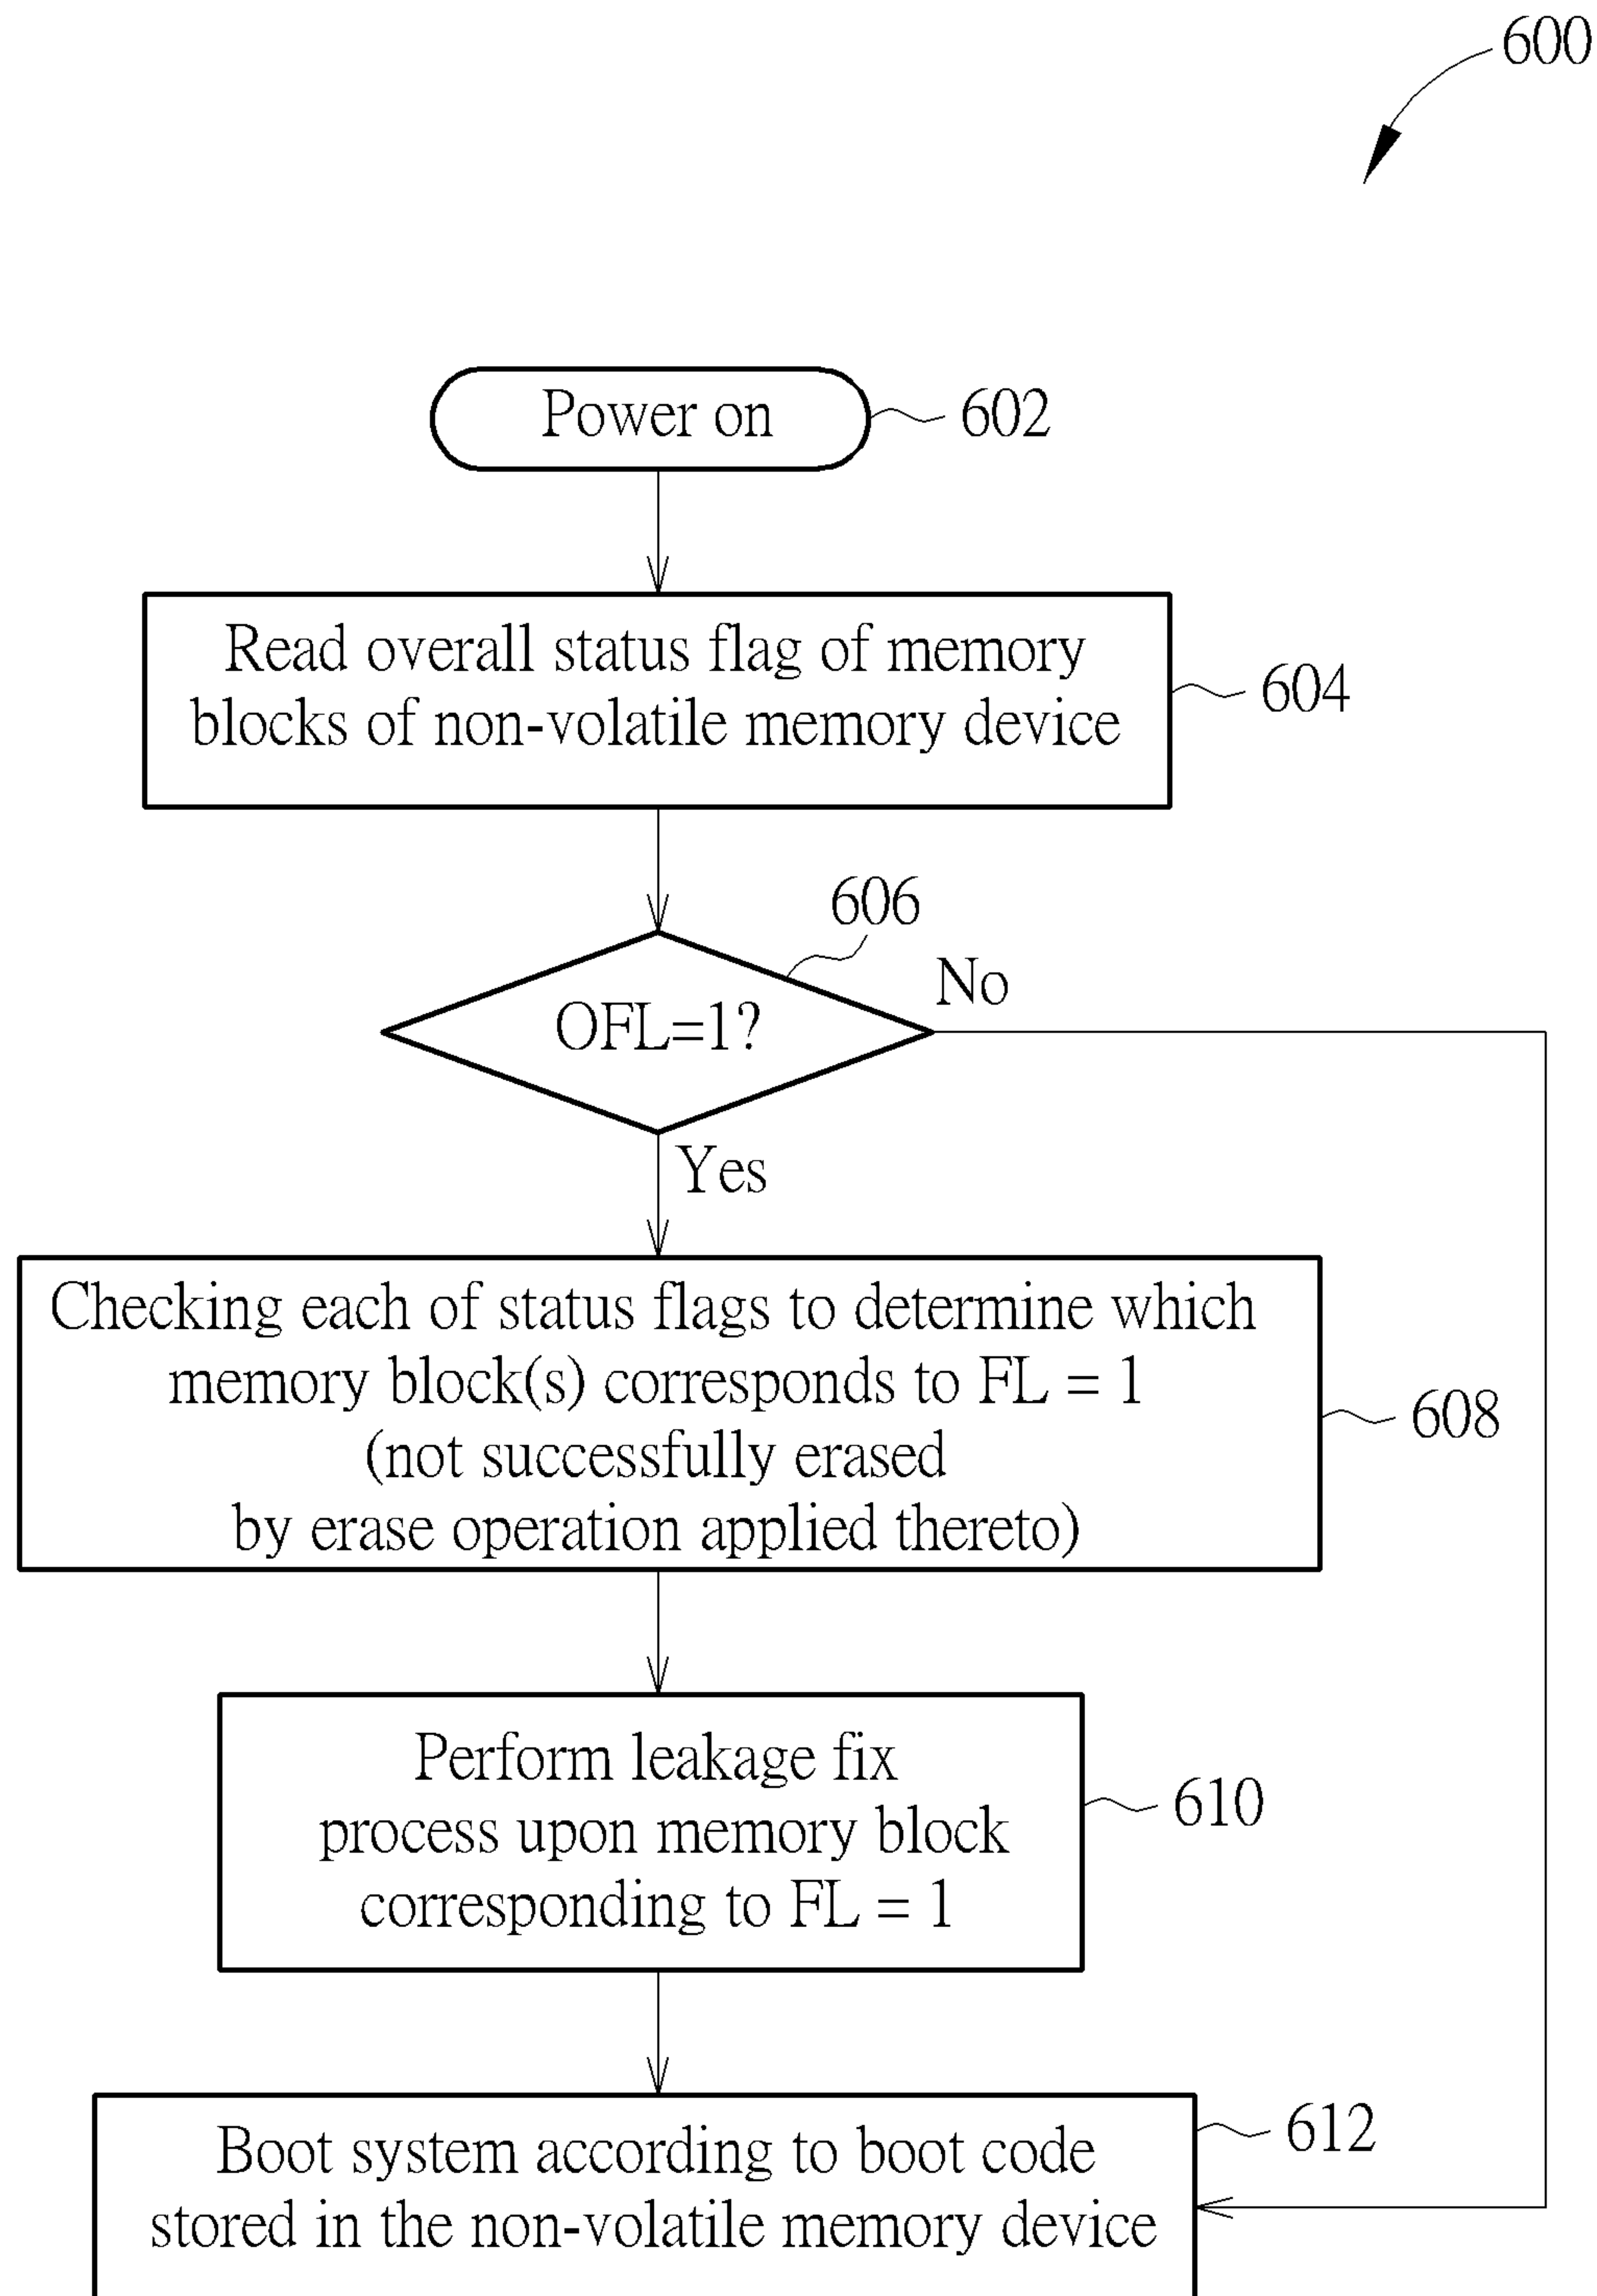 600
Power on
602
Read overall status flag of memory
blocks of non-volatile memory device
604
606
No
OFL=1?
Yes
Checking each of status flags to determine which
memory block(s) corresponds to FL = 1
(not successfully erased
by erase operation applied thereto)
608
Perform leakage fix
process upon memory block
corresponding to FL = 1
610
Boot system according to boot code
stored in the non-volatile memory device
612